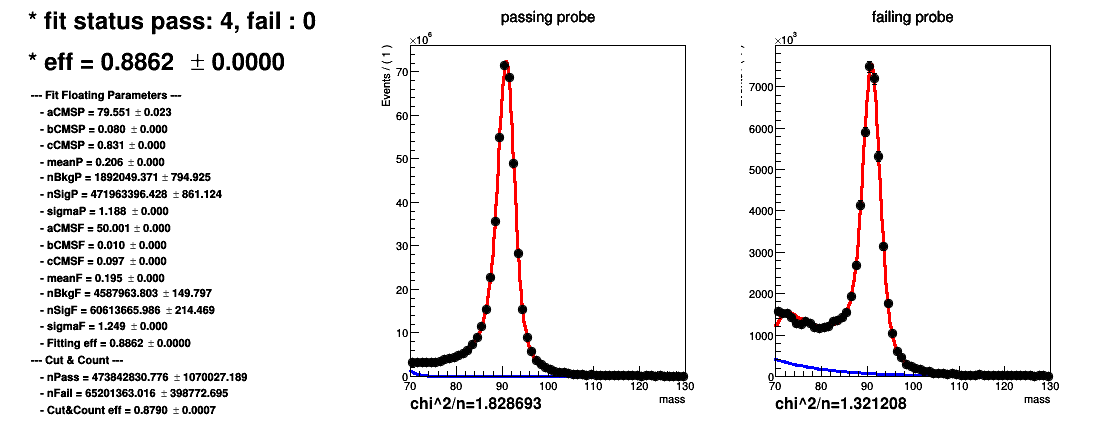 * fit status pass: 4, fail : 0
* eff = 0.8862 ± 0.0000
--- Fit Floating Parameters ---
- aCMSP = 79.551 ± 0.023
- bCMSP = 0.080 ± 0.000
- cCMSP = 0.831 ± 0.000
- meanP = 0.206 ± 0.000
- nBkgP = 1892049.371 ± 794.925
- nSigP = 471963396.428 ± 861.124
- sigmaP = 1.188 ± 0.000
- aCMSF = 50.001 ± 0.000
- bCMSF = 0.010 ± 0.000
- cCMSF = 0.097 ± 0.000
- meanF = 0.195 ± 0.000
- nBkgF = 4587963.803 ± 149.797
- nSigF = 60613665.986 ± 214.469
- sigmaF = 1.249 ± 0.000
- Fitting eff = 0.8862 ± 0.0000
--- Cut & Count ---
- nPass = 473842830.776 ± 1070027.189
- nFail = 65201363.016 ± 398772.695
- Cut&Count eff = 0.8790 ± 0.0007
passing probe
×10⁶
Events / ( 1 )
70
60
50
40
30
20
10
0
70 80 90 100 110 120 130
mass
chi^2/n=1.828693
failing probe
×10³
7000
6000
5000
4000
3000
2000
1000
0
70 80 90 100 110 120 130
mass
chi^2/n=1.321208